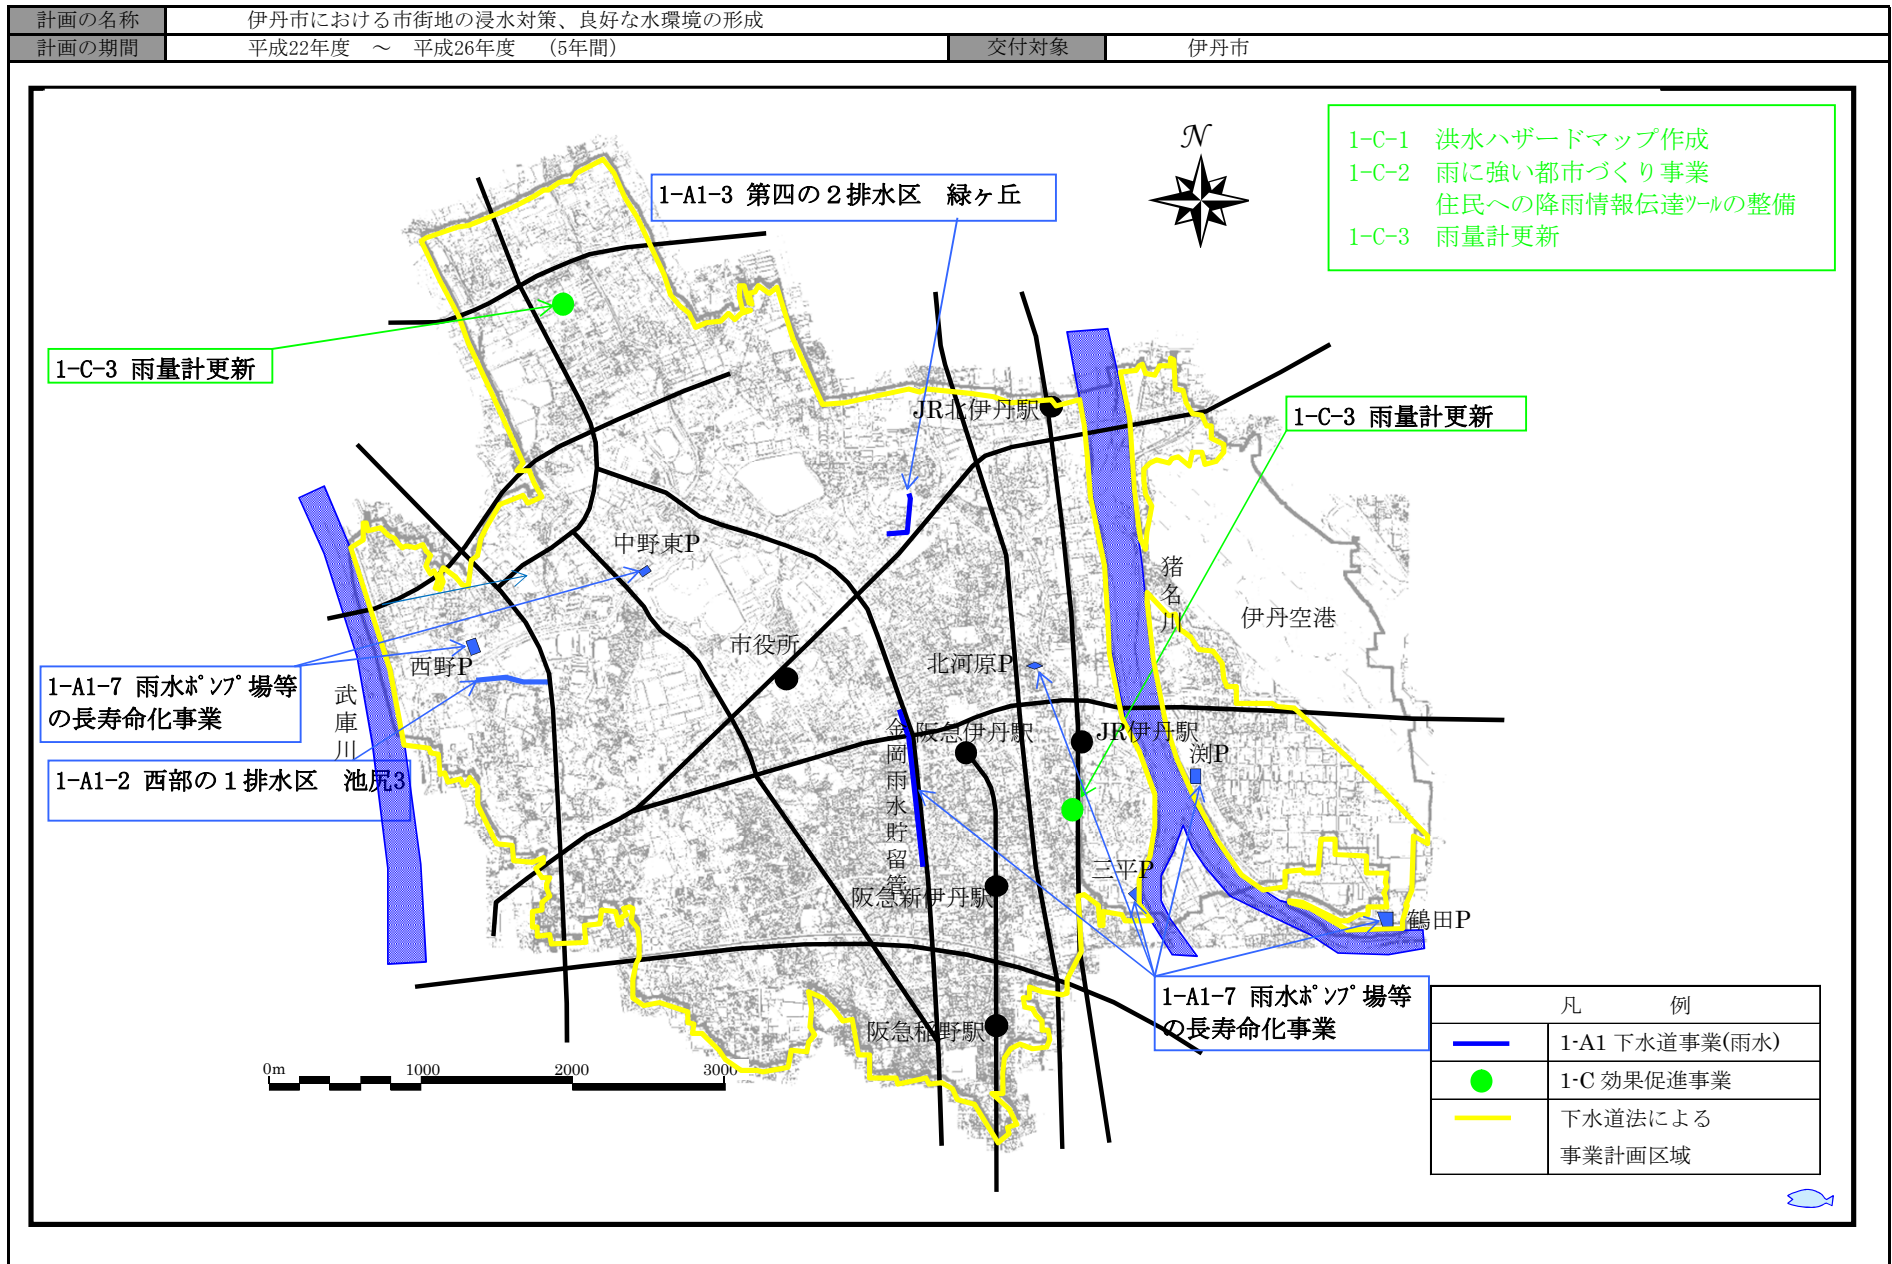 計画の名称 伊丹市における市街地の浸水対策、良好な水環境の形成
計画の期間 平成22年度 ～ 平成26年度 （5年間） 交付対象 伊丹市
N
1-C-1 洪水ハザードマップ作成
1-C-2 雨に強い都市づくり事業
住民への降雨情報伝達ﾂｰﾙの整備
1-C-3 雨量計更新
1-A1-3 第四の２排水区 緑ヶ丘
1-C-3 雨量計更新
JR北伊丹駅
1-C-3 雨量計更新
中野東P
猪名川
伊丹空港
市役所
西野P
北河原P
1-A1-7 雨水ﾎﾟﾝﾌﾟ場等
の長寿命化事業
武庫川
金岡雨水貯留管
阪急伊丹駅
JR伊丹駅
渕P
1-A1-2 西部の１排水区 池尻3
三平P
阪急新伊丹駅
鶴田P
1-A1-7 雨水ﾎﾟﾝﾌﾟ場等
の長寿命化事業
阪急稲野駅
0m 1000 2000 3000
凡 例
1-A1 下水道事業(雨水)
1-C 効果促進事業
下水道法による
事業計画区域